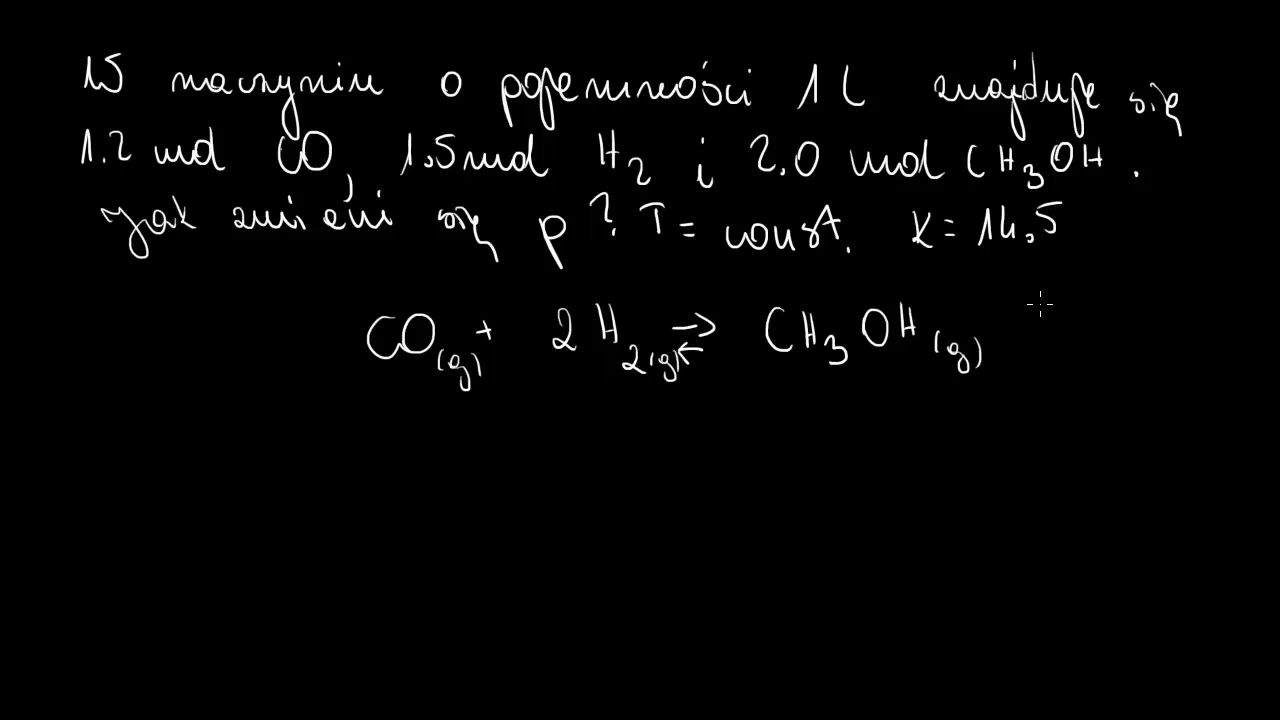 W naczyniu o pojemności 1 L znajduje się
1.2 mol CO, 1.5 mol H2 i 2.0 mol CH3OH.
Jak zmieni się p? T = const. K = 14.5
CO(g) + 2 H2(g) ⇌ CH3OH(g)